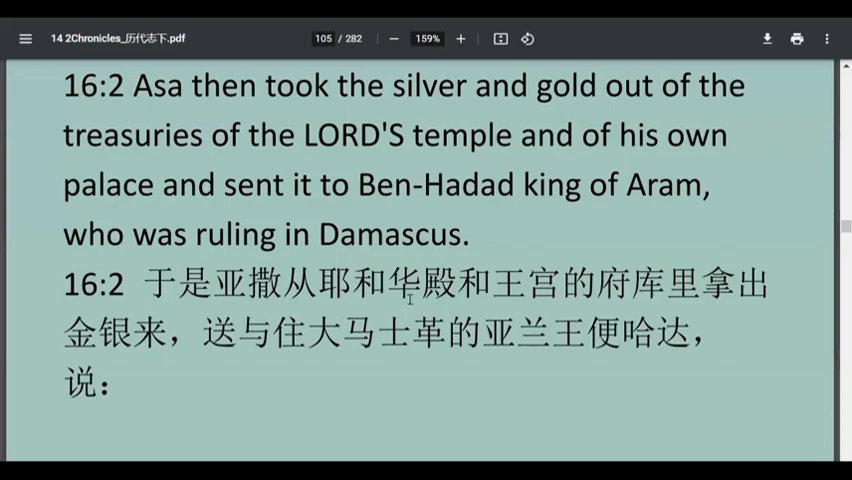 14 2Chronicles_历代志下.pdf
105 / 282
159%
16:2 Asa then took the silver and gold out of the
treasuries of the LORD'S temple and of his own
palace and sent it to Ben-Hadad king of Aram,
who was ruling in Damascus.
16:2 于是亚撒从耶和华殿和王宫的府库里拿出
金银来，送与住大马士革的亚兰王便哈达，
说：